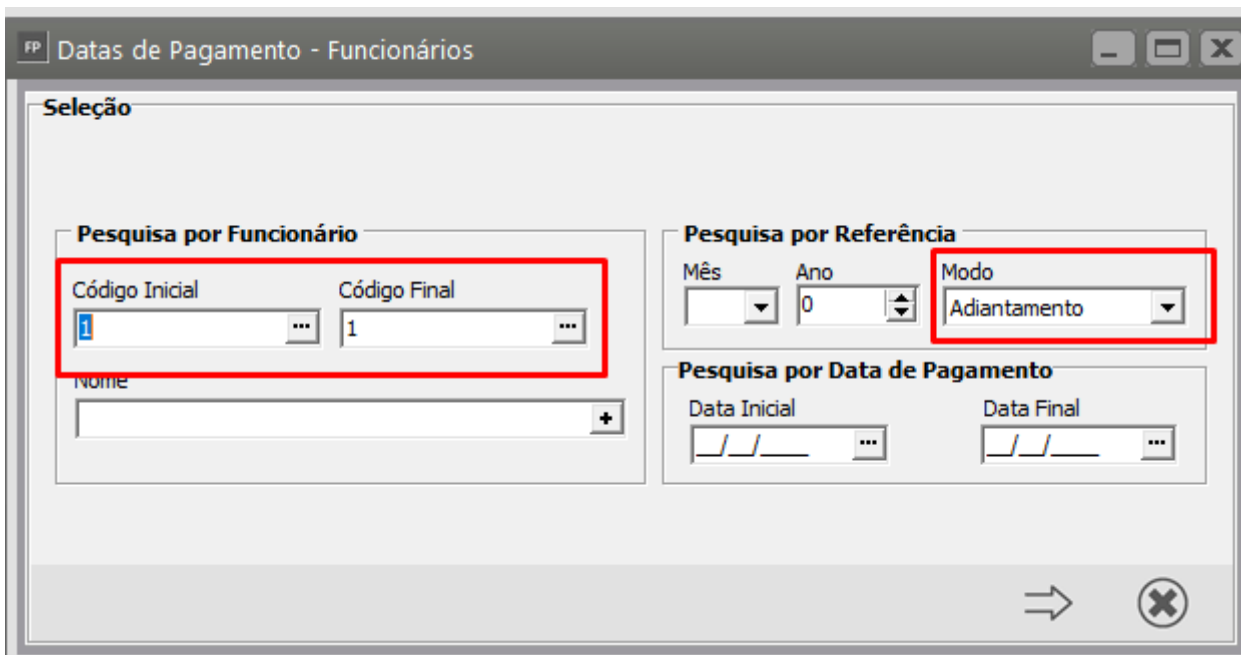 FP Datas de Pagamento - Funcionários
Seleção
Pesquisa por Funcionário
Código Inicial Código Final
1 ... 1 ...
Nome
+
Pesquisa por Referência
Mês Ano Modo
0 Adiantamento
Pesquisa por Data de Pagamento
Data Inicial Data Final
__/__/____ ... __/__/____ ...